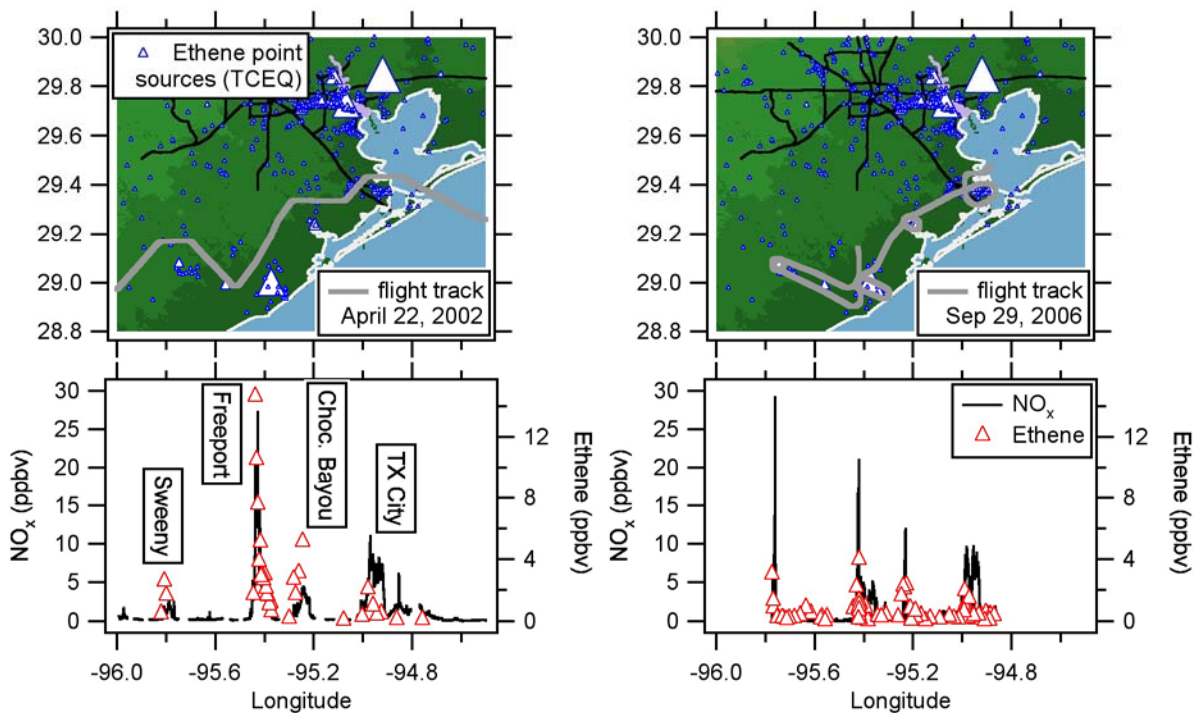 30.0
29.8
29.6
29.4
29.2
29.0
28.8
Ethene point
sources (TCEQ)
flight track
April 22, 2002
30.0
29.8
29.6
29.4
29.2
29.0
28.8
flight track
Sep 29, 2006
NOx (ppbv)
30
25
20
15
10
5
0
Sweeny
Freeport
Choc. Bayou
TX City
12
8
4
0
Ethene (ppbv)
-96.0
-95.6
-95.2
-94.8
Longitude
NOx (ppbv)
30
25
20
15
10
5
0
NOx
Ethene
12
8
4
0
Ethene (ppbv)
-96.0
-95.6
-95.2
-94.8
Longitude